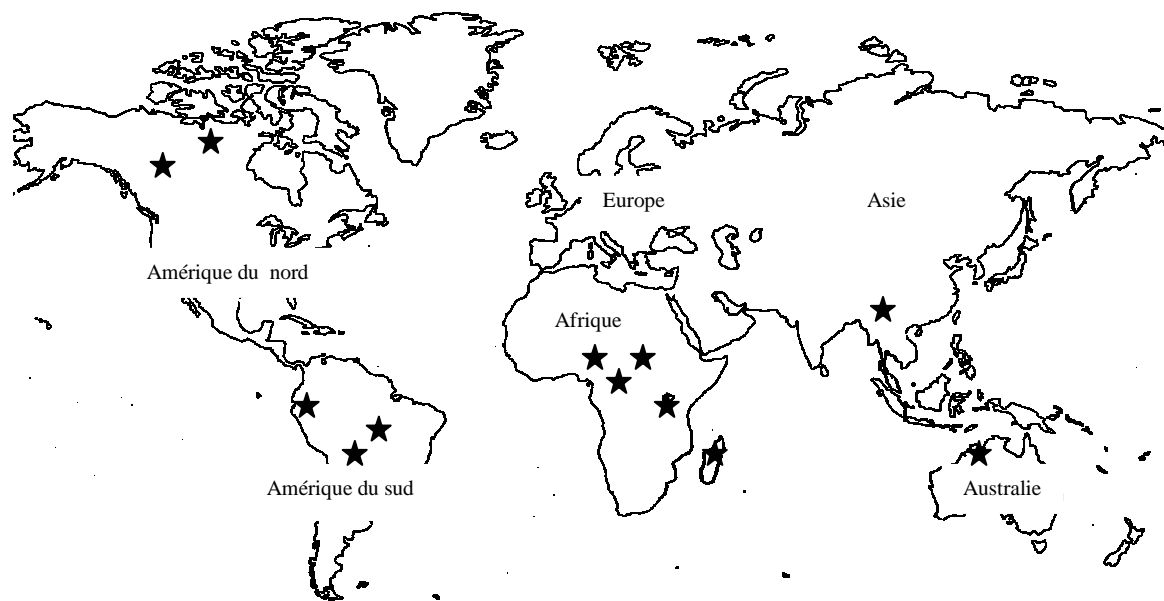 Europe
Asie
Amérique du  nord
Afrique
Amérique du sud
Australie